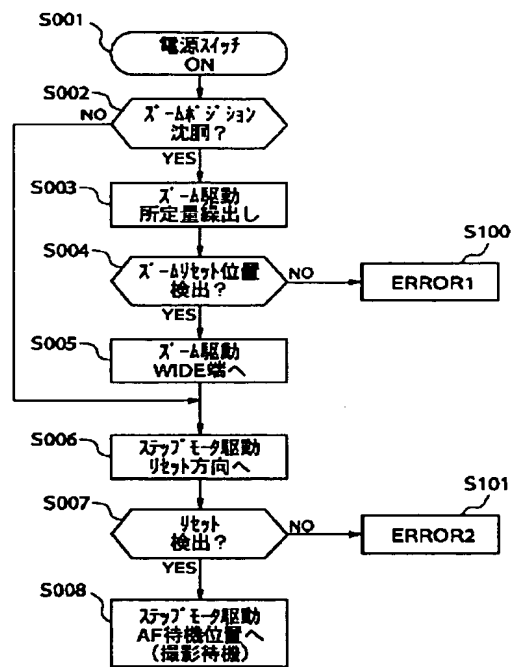 S001
電源スイッチ
ON
S002
NO
ズームポジション
沈胴?
YES
S003
ズーム駆動
所定量繰出し
S004
ズームリセット位置
検出?
NO
S100
ERROR1
YES
S005
ズーム駆動
WIDE端へ
S006
ステップモータ駆動
リセット方向へ
S007
リセット
検出?
NO
S101
ERROR2
YES
S008
ステップモータ駆動
AF待機位置へ
(撮影待機)